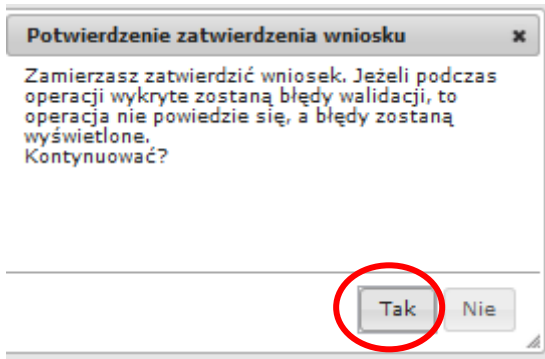 Potwierdzenie zatwierdzenia wniosku
Zamierzasz zatwierdzić wniosek. Jeżeli podczas
operacji wykryte zostaną błędy walidacji, to
operacja nie powiedzie się, a błędy zostaną
wyświetlone.
Kontynuować?
Tak Nie